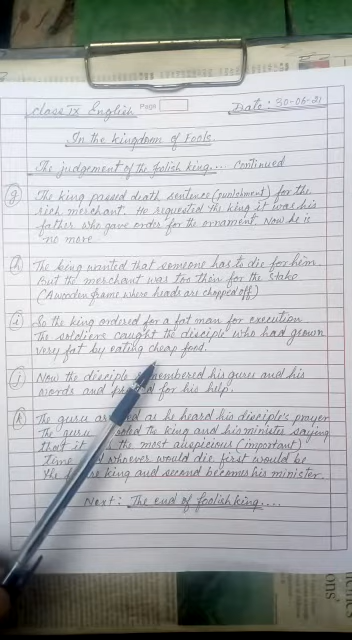 Class IX English Page Date: 30-06-21
In the kingdom of Fools
The judgement of the foolish king... continued
(g) The king passed death sentence (punishment) for the
rich merchant. He requested the king it was his
father who gave order for the ornament. Now he is
no more
(h) The king wanted that someone has to die for him
But the merchant was too thin for the stake
(A wooden frame where heads are chopped off)
(i) So the king ordered for a fat man for execution
The soldiers caught the disciple who had grown
very fat by eating cheap food.
(j) Now the disciple remembered his guru and his
words and for his help.
(k) The guru as he heard his disciple's prayer
The guru told the king and his minister saying
that it the most auspicious (important)
time whoever would die first would be
the king and second becomes his minister.
Next: The end of foolish king....
ons'